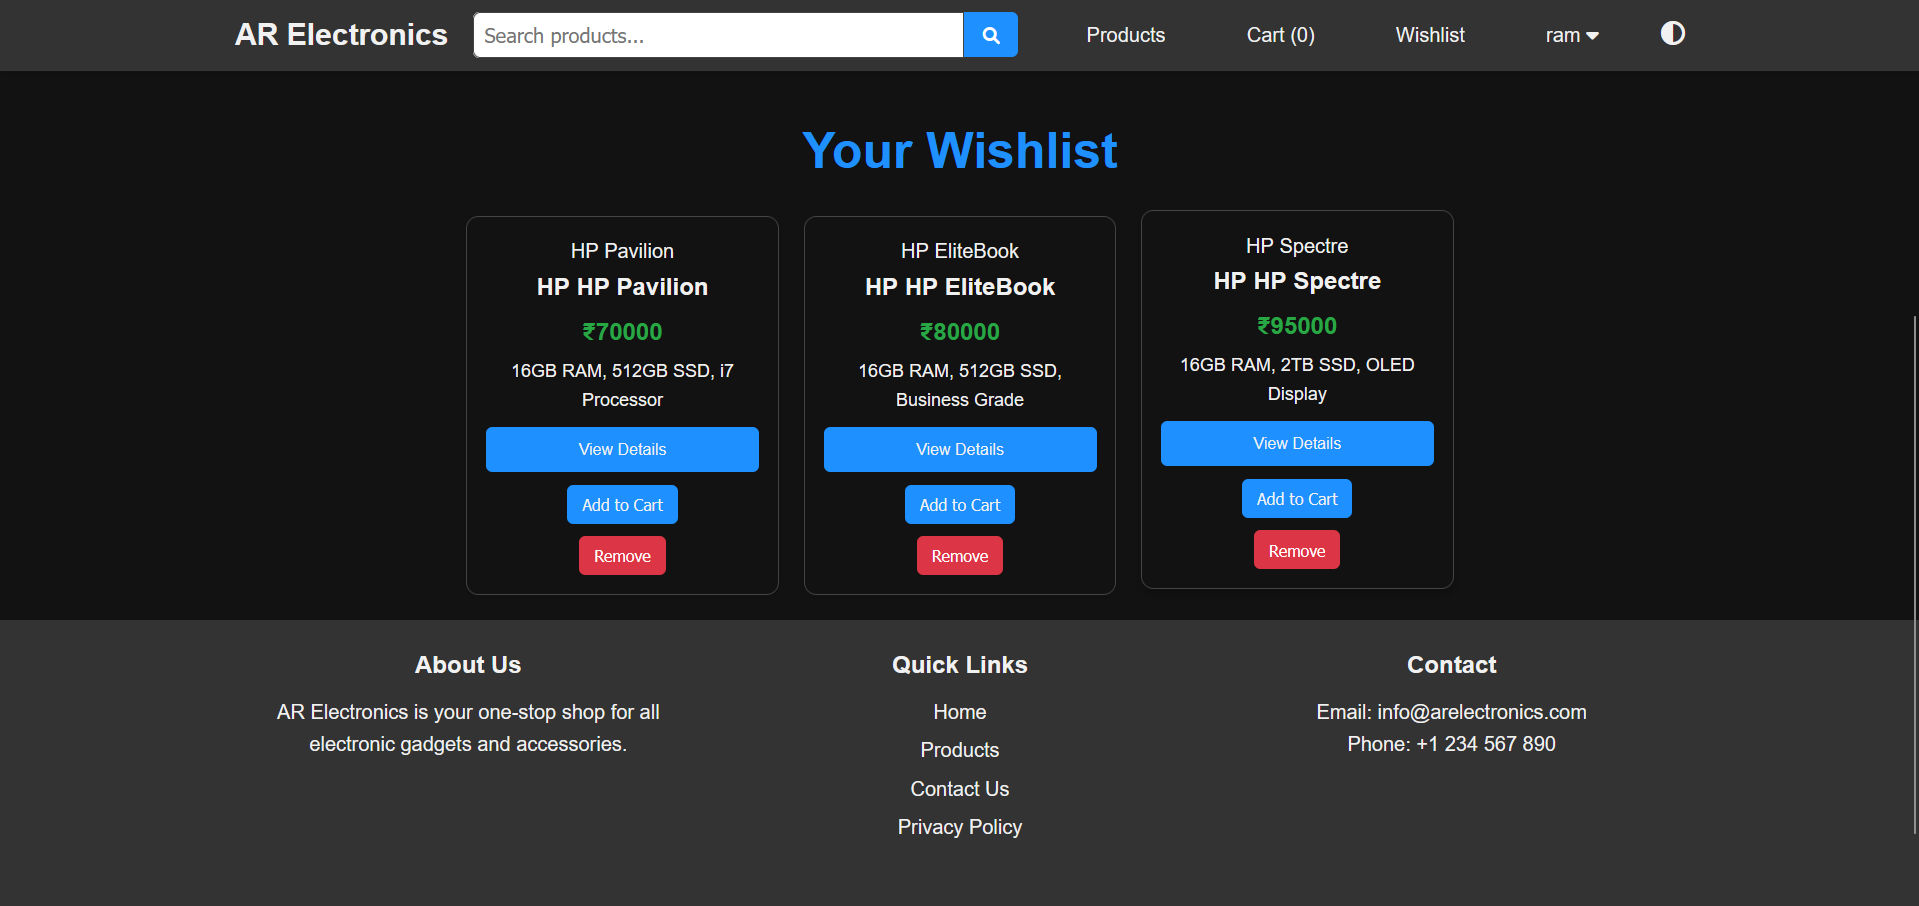 AR Electronics
Search products...
Products
Cart (0)
Wishlist
ram
Your Wishlist
HP Pavilion
HP HP Pavilion
₹70000
16GB RAM, 512GB SSD, i7
Processor
View Details
Add to Cart
Remove
HP EliteBook
HP HP EliteBook
₹80000
16GB RAM, 512GB SSD,
Business Grade
View Details
Add to Cart
Remove
HP Spectre
HP HP Spectre
₹95000
16GB RAM, 2TB SSD, OLED
Display
View Details
Add to Cart
Remove
About Us
AR Electronics is your one-stop shop for all
electronic gadgets and accessories.
Quick Links
Home
Products
Contact Us
Privacy Policy
Contact
Email: info@arelectronics.com
Phone: +1 234 567 890